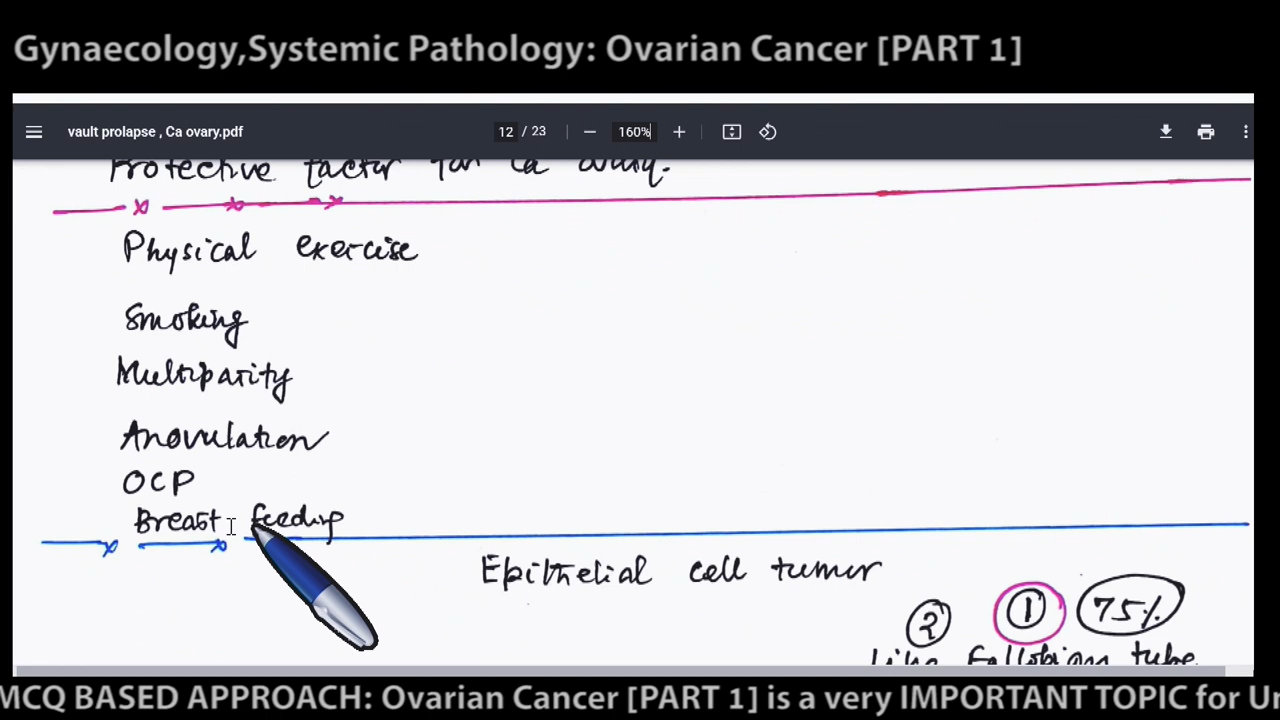 Gynaecology,Systemic Pathology: Ovarian Cancer [PART 1]
vault prolapse , Ca ovary.pdf
12 / 23
160%
Protective factor for Ca ovary.
Physical exercise
Smoking
Multiparity
Anovulation
OCP
Breast feeding
Epithelial cell tumor
2 1 75%
Like Fallobian tube
MCQ BASED APPROACH: Ovarian Cancer [PART 1] is a very IMPORTANT TOPIC for Un